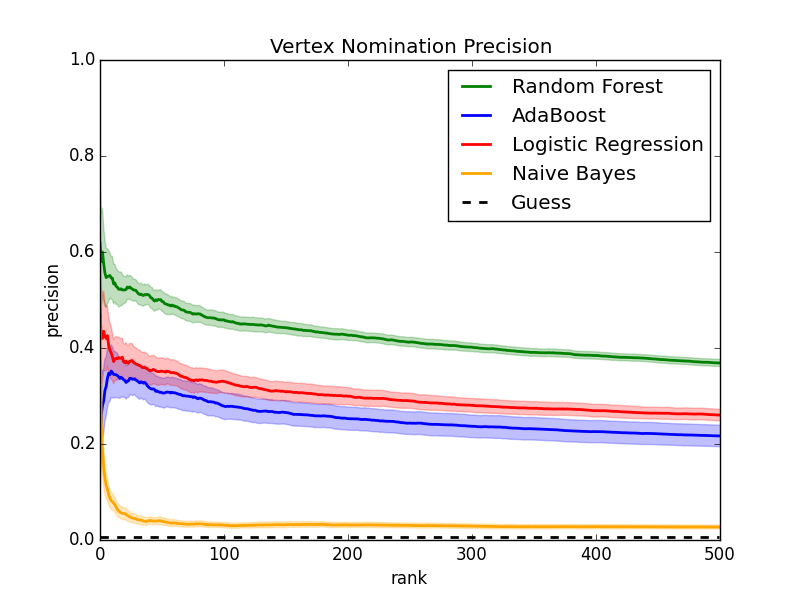 Vertex Nomination Precision
1.0
0.8
0.6
0.4
0.2
0.0
precision
Random Forest
AdaBoost
Logistic Regression
Naive Bayes
Guess
0 100 200 300 400 500
rank